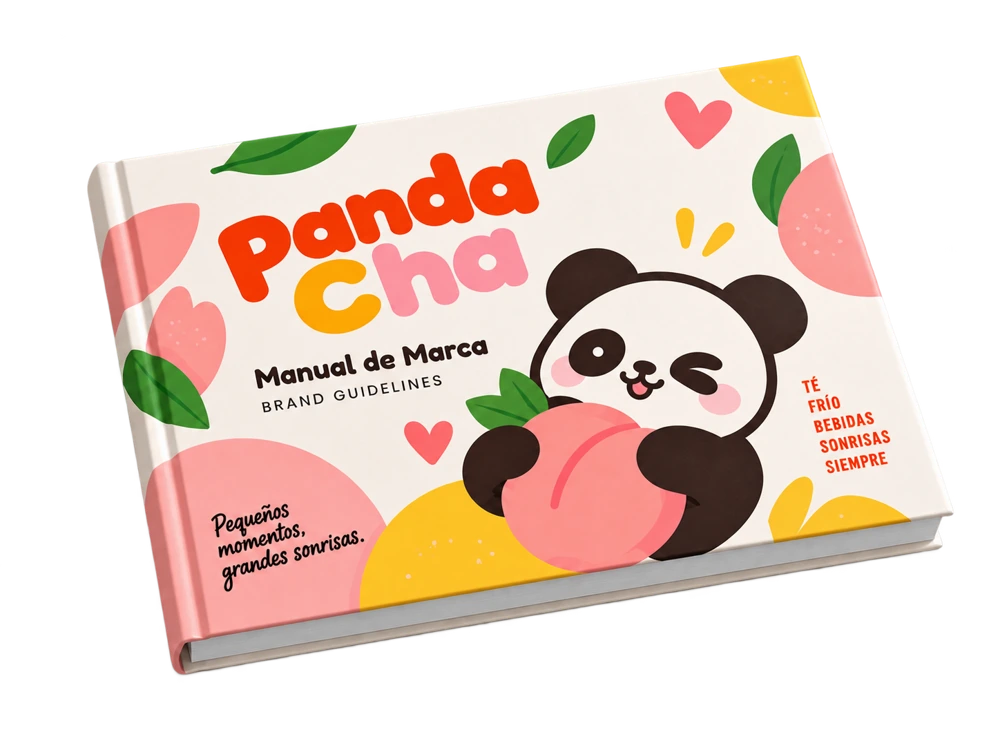 Panda
Cha
Manual de Marca
BRAND GUIDELINES
TÉ
FRÍO
BEBIDAS
SONRISAS
SIEMPRE
Pequeños
momentos,
grandes sonrisas.